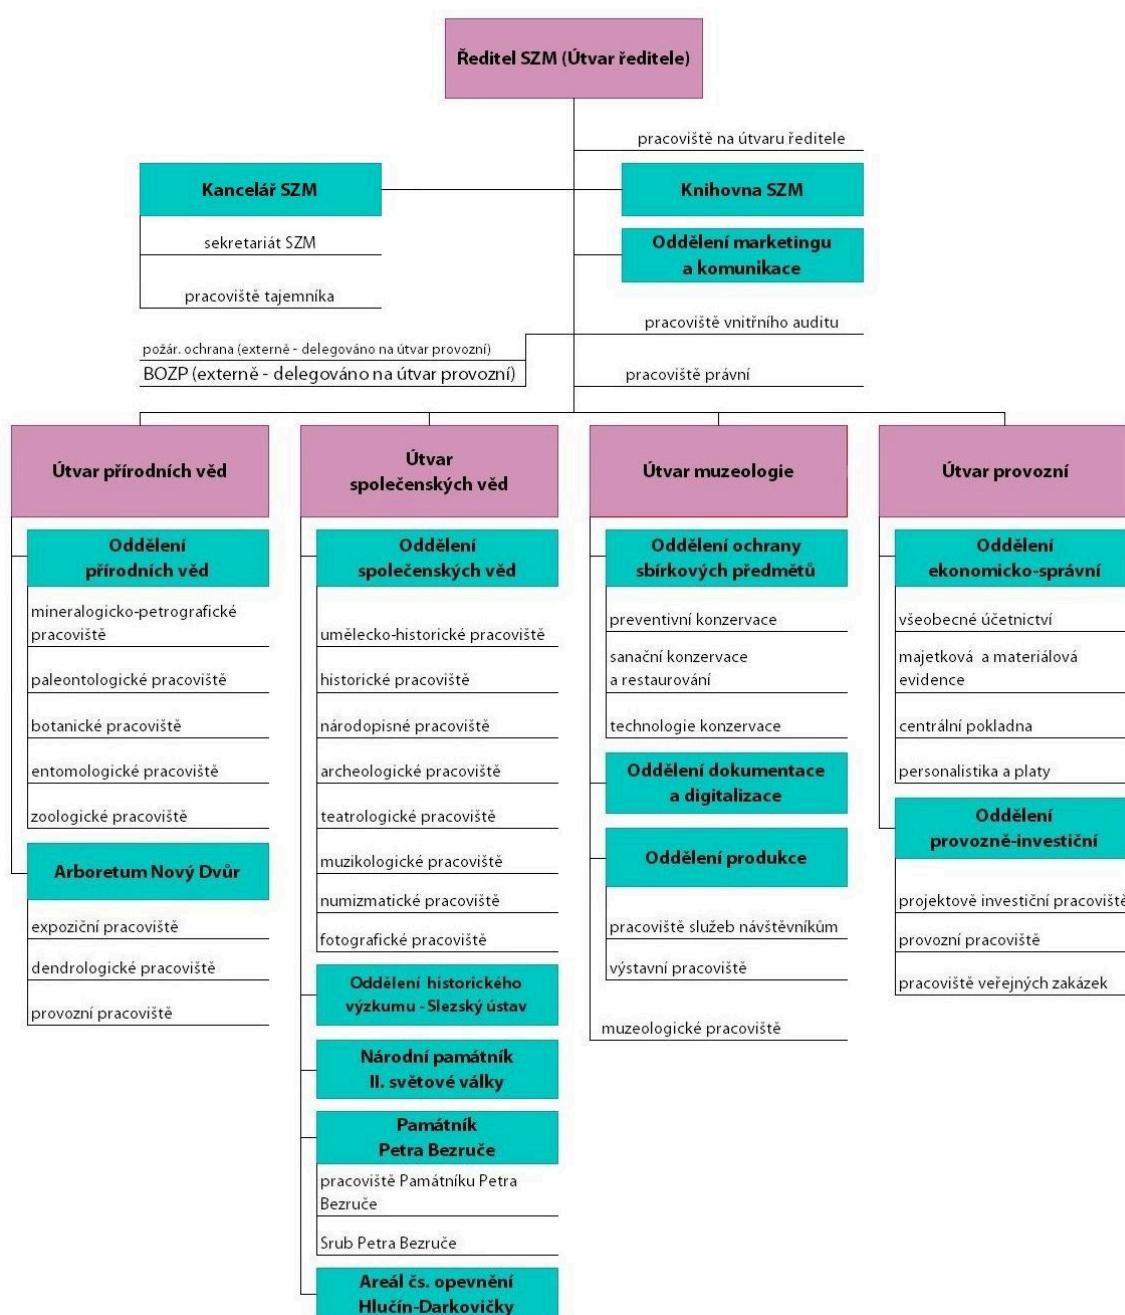 Ředitel SZM (Útvar ředitele)
pracoviště na útvaru ředitele
Kancelář SZM
sekretariát SZM
pracoviště tajemníka
Knihovna SZM
Oddělení marketingu
a komunikace
pracoviště vnitřního auditu
požár. ochrana (externě - delegováno na útvar provozní)
BOZP (externě - delegováno na útvar provozní)
pracoviště právní
Útvar přírodních věd
Oddělení
přírodních věd
mineralogicko-petrografické
pracoviště
paleontologické pracoviště
botanické pracoviště
entomologické pracoviště
zoologické pracoviště
Arboretum Nový Dvůr
expoziční pracoviště
dendrologické pracoviště
provozní pracoviště
Útvar
společenských věd
Oddělení
společenských věd
umělecko-historické pracoviště
historické pracoviště
národopisné pracoviště
archeologické pracoviště
teatrologické pracoviště
muzikologické pracoviště
numizmatické pracoviště
fotografické pracoviště
Oddělení historického
výzkumu - Slezský ústav
Národní památník
II. světové války
Památník
Petra Bezruče
pracoviště Památníku Petra
Bezruče
Srub Petra Bezruče
Areál čs. opevnění
Hlučín-Darkovičky
Útvar muzeologie
Oddělení ochrany
sbírkových předmětů
preventivní konzervace
sanační konzervace
a restaurování
technologie konzervace
Oddělení dokumentace
a digitalizace
Oddělení produkce
pracoviště služeb návštěvníkům
výstavní pracoviště
muzeologické pracoviště
Útvar provozní
Oddělení
ekonomicko-správní
všeobecné účetnictví
majetková a materiálová
evidence
centrální pokladna
personalistika a platy
Oddělení
provozně-investiční
projektově investiční pracoviště
provozní pracoviště
pracoviště veřejných zakázek